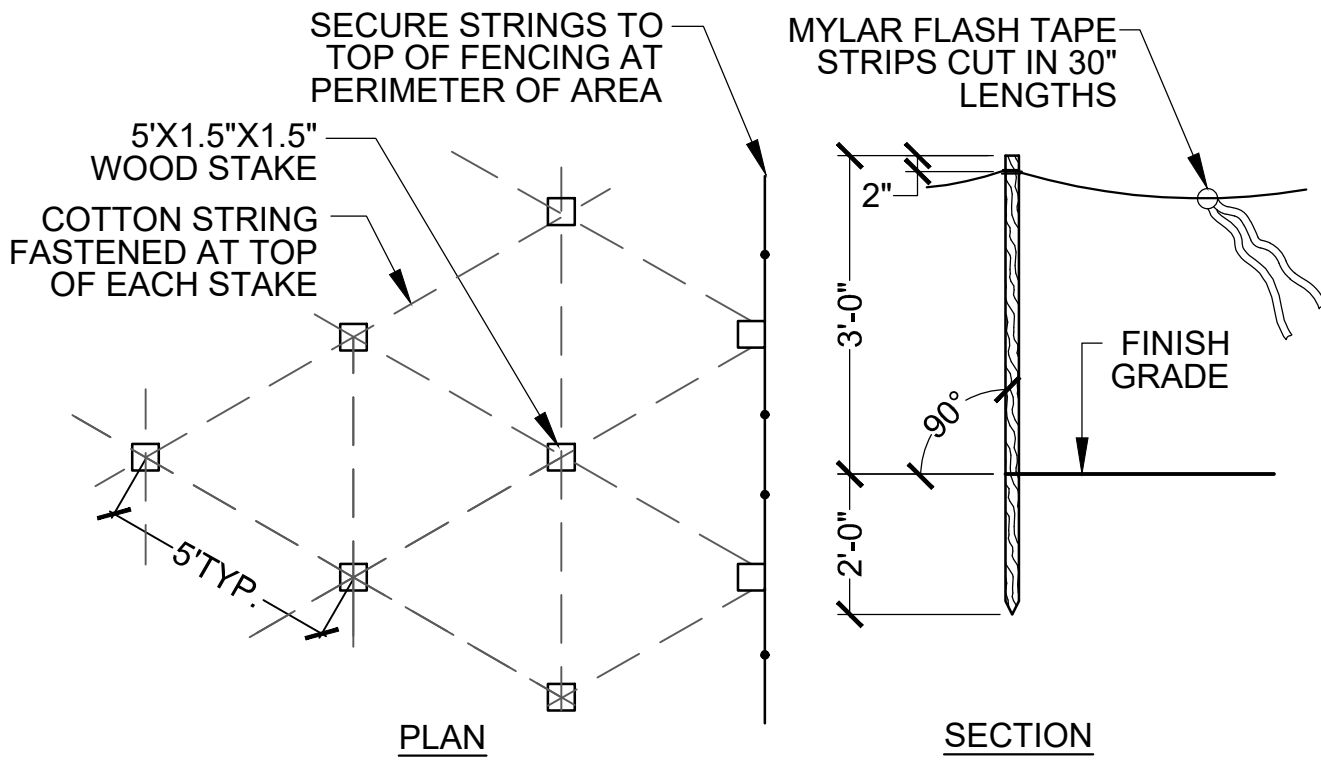 SECURE STRINGS TO
TOP OF FENCING AT
PERIMETER OF AREA
5'X1.5"X1.5"
WOOD STAKE
COTTON STRING
FASTENED AT TOP
OF EACH STAKE
5'TYP.
PLAN
MYLAR FLASH TAPE
STRIPS CUT IN 30"
LENGTHS
2"
3'-0"
FINISH
GRADE
90°
2'-0"
SECTION